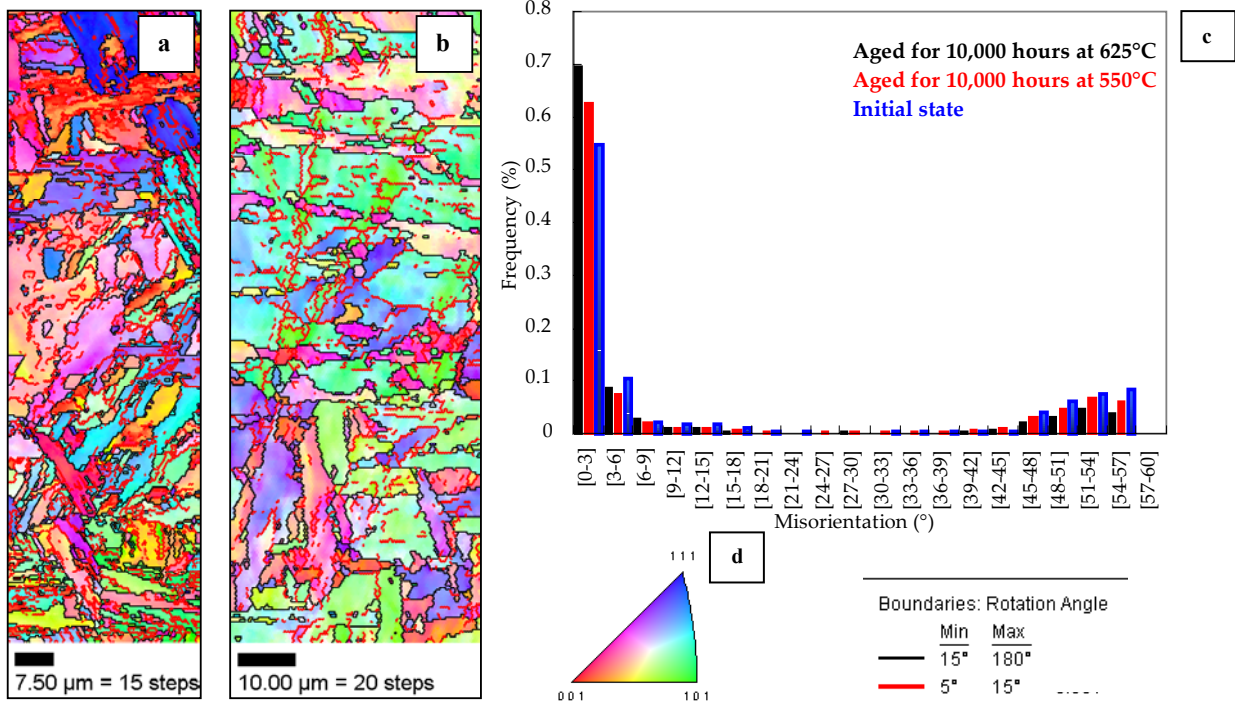 a
7.50 µm = 15 steps
b
10.00 µm = 20 steps
c
Aged for 10,000 hours at 625°C
Aged for 10,000 hours at 550°C
Initial state
Frequency (%)
0.8
0.7
0.6
0.5
0.4
0.3
0.2
0.1
0
[0-3]
[3-6]
[6-9]
[9-12]
[12-15]
[15-18]
[18-21]
[21-24]
[24-27]
[27-30]
[30-33]
[33-36]
[36-39]
[39-42]
[42-45]
[45-48]
[48-51]
[51-54]
[54-57]
[57-60]
Misorientation (°)
d
1 1 1
0 0 1
1 0 1
Boundaries: Rotation Angle
Min Max
15° 180°
5° 15°